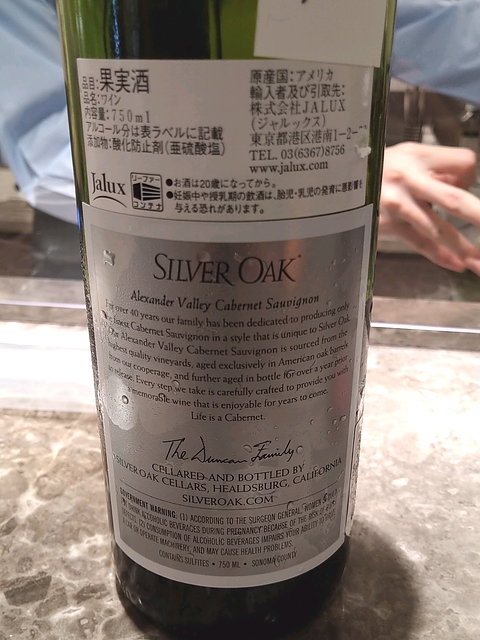 品目:果実酒
品名:ワイン
内容量:750ml
アルコール分は表ラベルに記載
添加物:酸化防止剤(亜硫酸塩)
原産国:アメリカ
輸入者及び引取先:
株式会社JALUX
(ジャルックス)
東京都港区港南1-2-
TEL. 03(6367)8756
www.jalux.com
Jalux
リーファー
コンテナ
●お酒は20歳になってから。
●妊娠中や授乳期の飲酒は、胎児・乳児の発育に悪影響を
与える恐れがあります。
SILVER OAK
Alexander Valley Cabernet Sauvignon
For over 40 years our family has been dedicated to producing only
finest Cabernet Sauvignon in a style that is unique to Silver Oak.
Alexander Valley Cabernet Sauvignon is sourced from the
highest quality vineyards, aged exclusively in American oak barrels
from our cooperage, and further aged in bottle for over a year prior
to release. Every step we take is carefully crafted to provide you with
a memorable wine that is enjoyable for years to come.
Life is a Cabernet.
The Duncan Family
CELLARED AND BOTTLED BY
SILVER OAK CELLARS, HEALDSBURG, CALIFORNIA
SILVEROAK.COM
GOVERNMENT WARNING: (1) ACCORDING TO THE SURGEON GENERAL, WOMEN SHOULD
NOT DRINK ALCOHOLIC BEVERAGES DURING PREGNANCY BECAUSE OF THE RISK OF BIRTH
DEFECTS. (2) CONSUMPTION OF ALCOHOLIC BEVERAGES IMPAIRS YOUR ABILITY TO DRIVE
A CAR OR OPERATE MACHINERY, AND MAY CAUSE HEALTH PROBLEMS.
CONTAINS SULFITES • 750 ML • SONOMA COUNTY